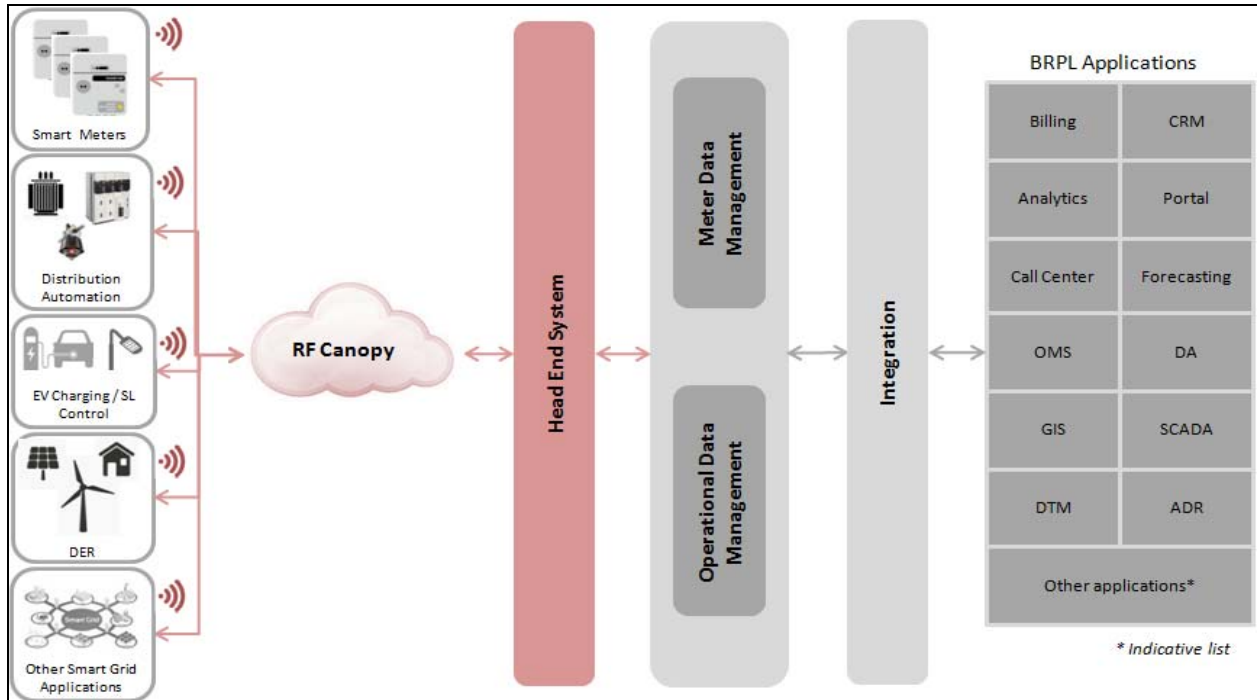 Smart Meters
Distribution
Automation
EV Charging / SL
Control
DER
Smart Grid
Other Smart Grid
Applications
RF Canopy
Head End System
Meter Data
Management
Operational Data
Management
Integration
BRPL Applications
Billing
CRM
Analytics
Portal
Call Center
Forecasting
OMS
DA
GIS
SCADA
DTM
ADR
Other applications*
* Indicative list